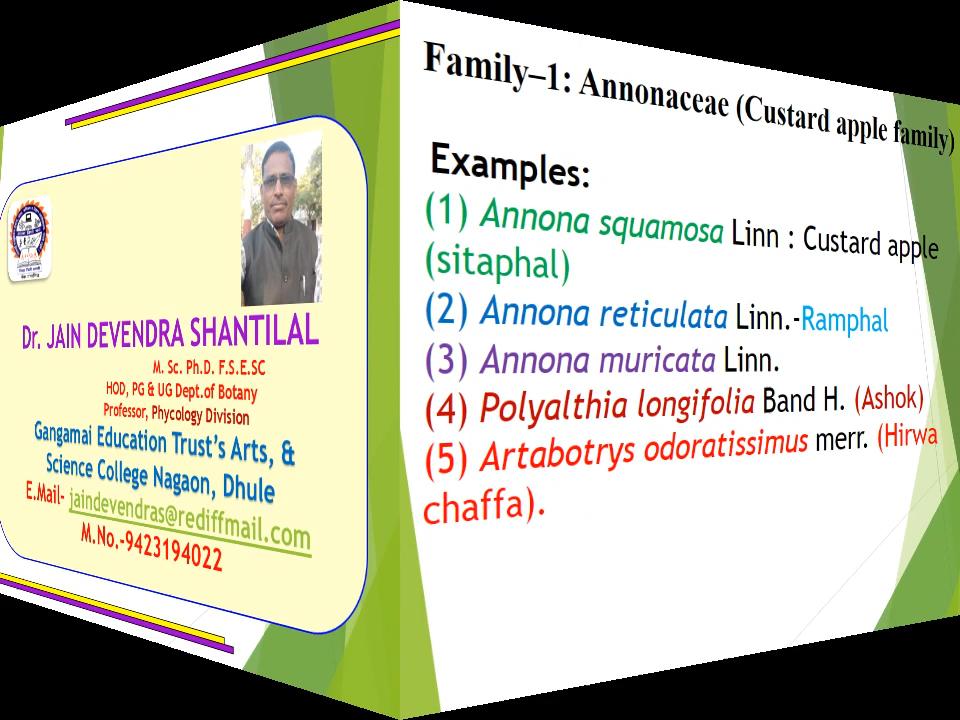 Dr. JAIN DEVENDRA SHANTILAL
M. Sc. Ph.D. F.S.E.SC
HOD, PG & UG Dept.of Botany
Professor, Phycology Division
Gangamai Education Trust's Arts, &
Science College Nagaon, Dhule
E.Mail- jaindevendras@rediffmail.com
M.No.-9423194022
Family–1: Annonaceae (Custard apple family)
Examples:
(1) Annona squamosa Linn : Custard apple
(sitaphal)
(2) Annona reticulata Linn.-Ramphal
(3) Annona muricata Linn.
(4) Polyalthia longifolia Band H. (Ashok)
(5) Artabotrys odoratissimus merr. (Hirwa
chaffa).